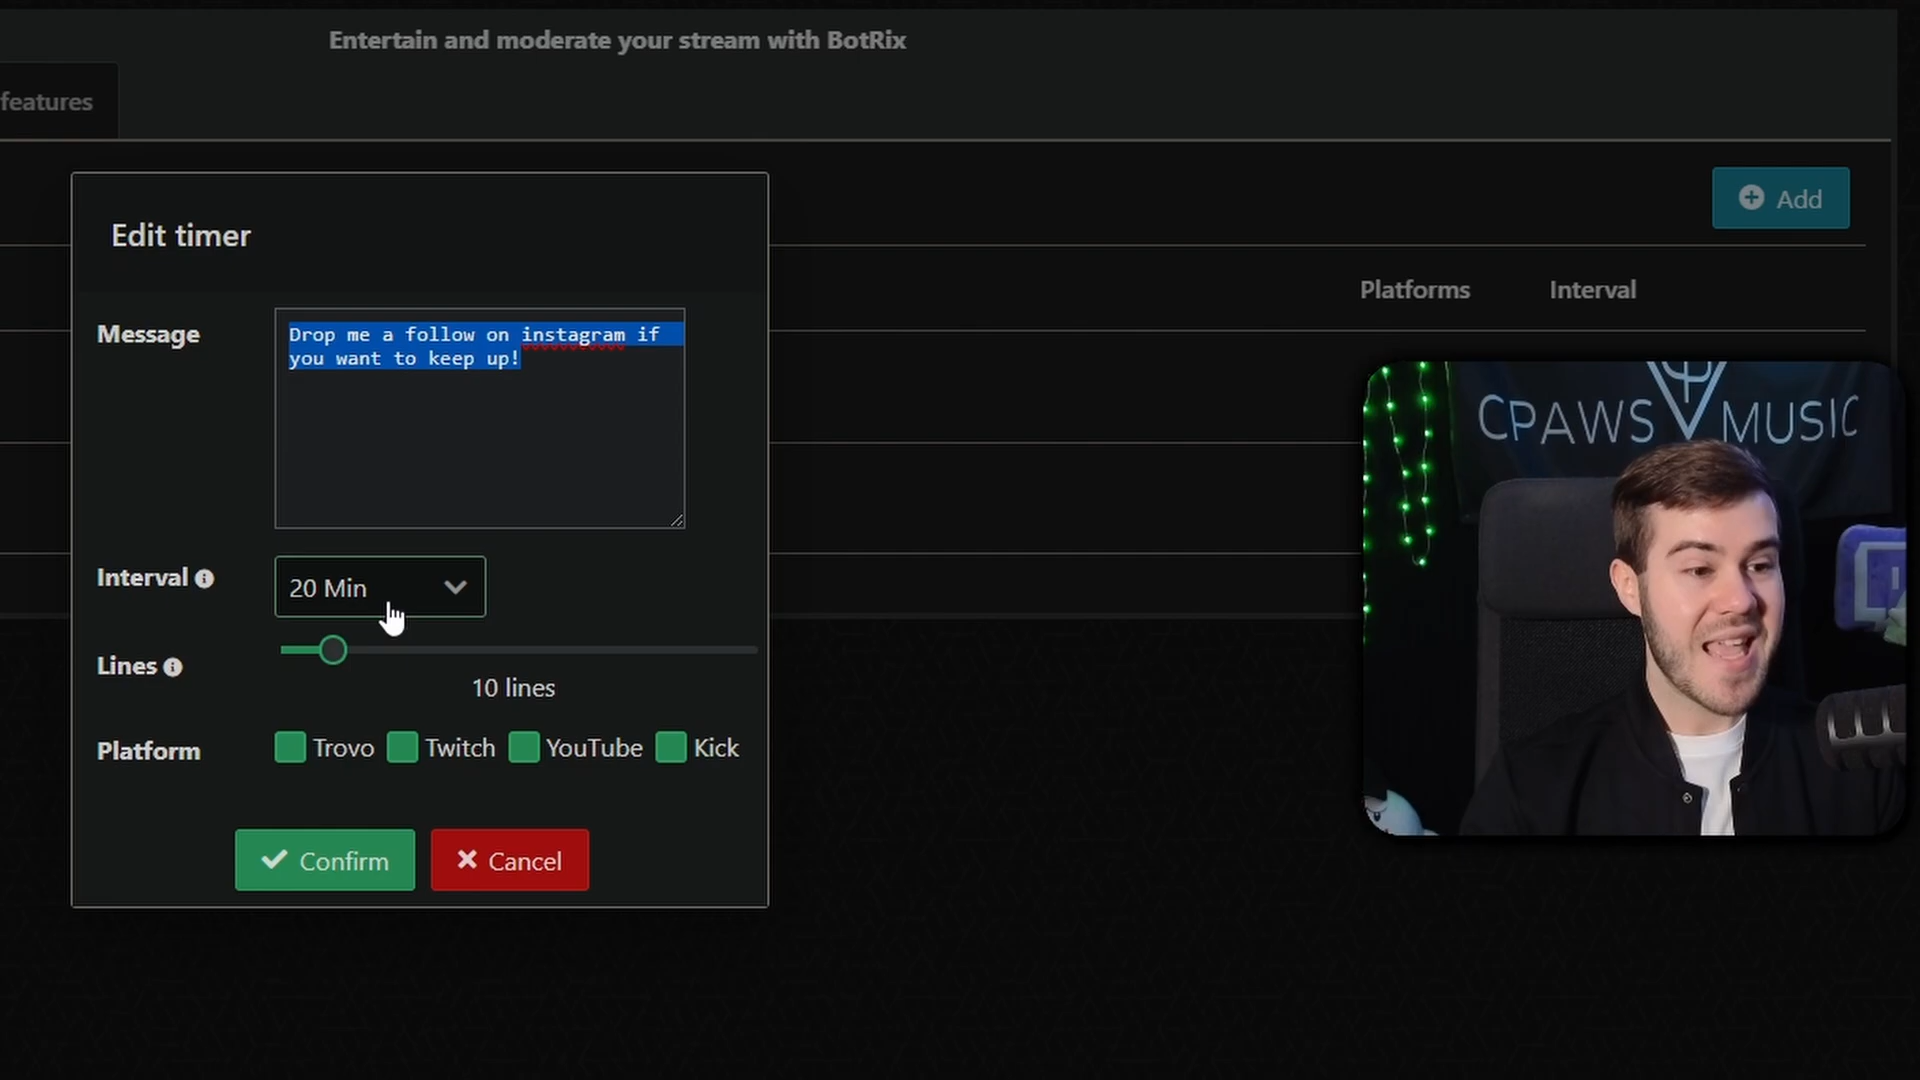 Entertain and moderate your stream with BotRix
features
Add
Edit timer
Platforms Interval
Message
Drop me a follow on instagram if
you want to keep up!
CPAWS MUSIC
Interval
20 Min
Lines
10 lines
Platform
Trovo Twitch YouTube Kick
Confirm Cancel